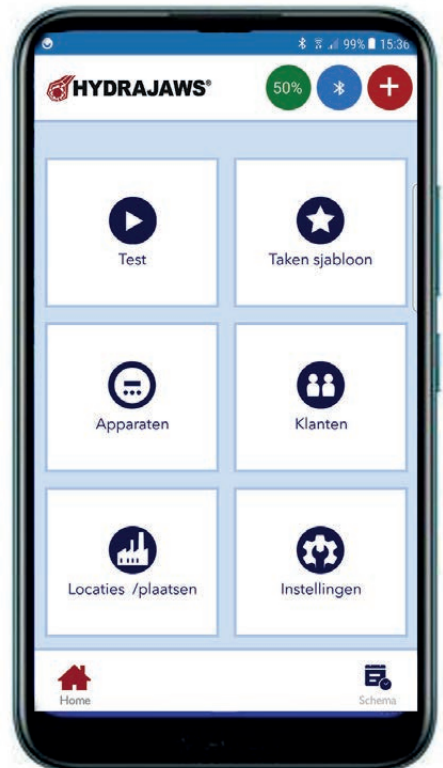 99% 15:36
HYDRAJAWS®
50%
+
Test
Taken sjabloon
Apparaten
Klanten
Locaties /plaatsen
Instellingen
Home
Schema